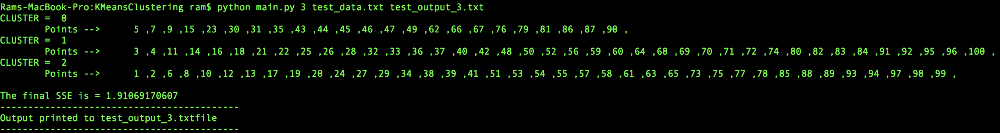 Rams-MacBook-Pro:KMeansClustering ram$ python main.py 3 test_data.txt test_output_3.txt
CLUSTER =  0
        Points -->      5 ,7 ,9 ,15 ,23 ,30 ,31 ,35 ,43 ,44 ,45 ,46 ,47 ,49 ,62 ,66 ,67 ,76 ,79 ,81 ,86 ,87 ,90 ,
CLUSTER =  1
        Points -->      3 ,4 ,11 ,14 ,16 ,18 ,21 ,22 ,25 ,26 ,28 ,32 ,33 ,36 ,37 ,40 ,42 ,48 ,50 ,52 ,56 ,59 ,60 ,64 ,68 ,69 ,70 ,71 ,72 ,74 ,80 ,82 ,83 ,84 ,91 ,92 ,95 ,96 ,100 ,
CLUSTER =  2
        Points -->      1 ,2 ,6 ,8 ,10 ,12 ,13 ,17 ,19 ,20 ,24 ,27 ,29 ,34 ,38 ,39 ,41 ,51 ,53 ,54 ,55 ,57 ,58 ,61 ,63 ,65 ,73 ,75 ,77 ,78 ,85 ,88 ,89 ,93 ,94 ,97 ,98 ,99 ,
The final SSE is = 1.91069170607
-------------------------------------------
Output printed to test_output_3.txtfile
-------------------------------------------